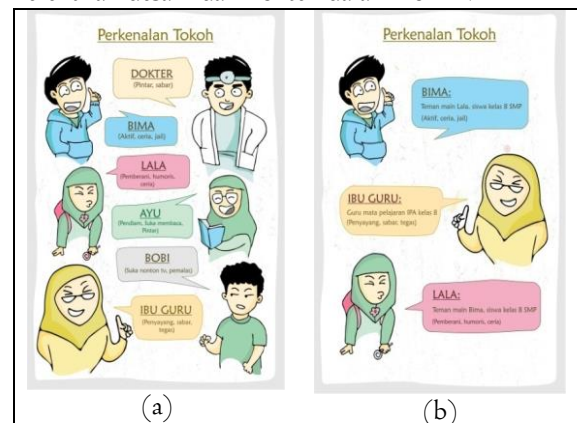 Perkenalan Tokoh
DOKTER
(Pintar, sabar)
BIMA
(Aktif, ceria, jail)
LALA
(Pemberani, humoris,
ceria)
AYU
(Pendiam, suka membaca,
Pintar)
BOBI
(Suka nonton tv, pemalas)
IBU GURU
(Penyayang, sabar,
tegas)
(a)
Perkenalan Tokoh
BIMA:
Teman main Lala, siswa kelas 8 SMP
(Aktif, ceria, jail)
IBU GURU:
Guru mata pelajaran IPA kelas 8
(Penyayang, sabar, tegas)
LALA:
Teman main Bima, siswa kelas 8 SMP
(Pemberani, humoris, ceria)
(b)